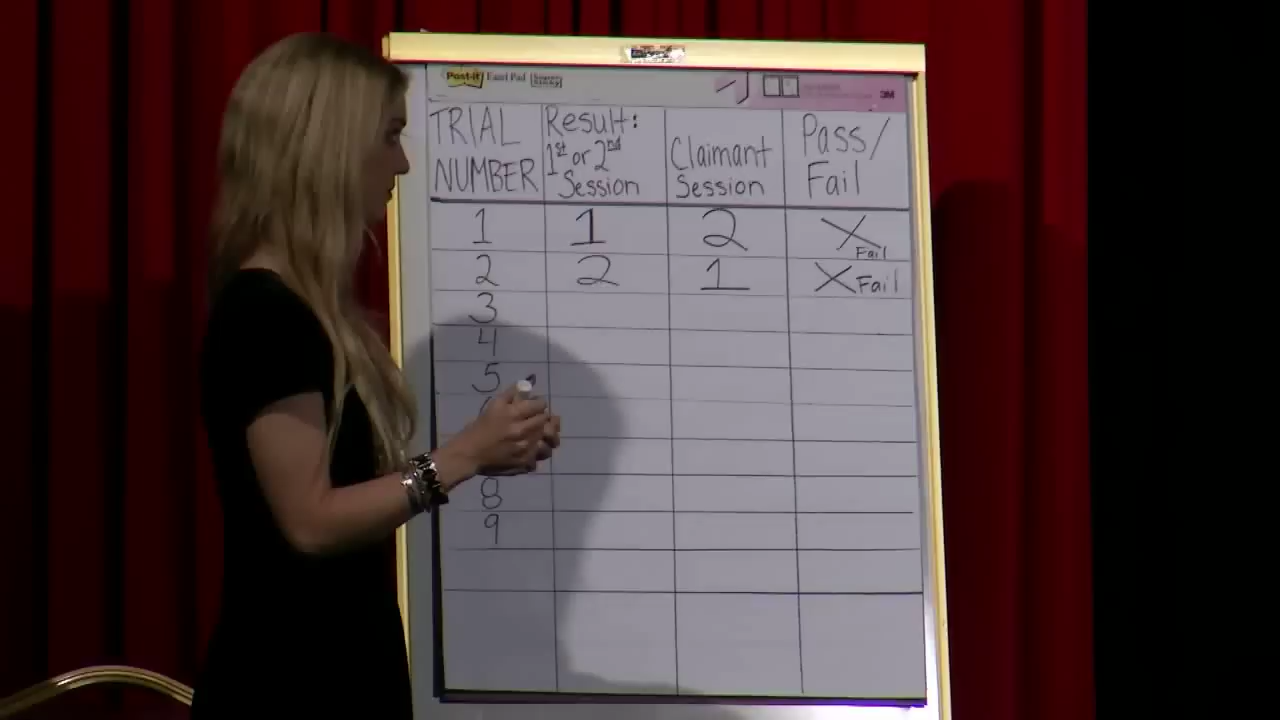 Post-it Easel Pad
3M
TRIAL NUMBER
Result: 1st or 2nd Session
Claimant Session
Pass/ Fail
1 1 2 X Fail
2 2 1 X Fail
3
4
5
8
9